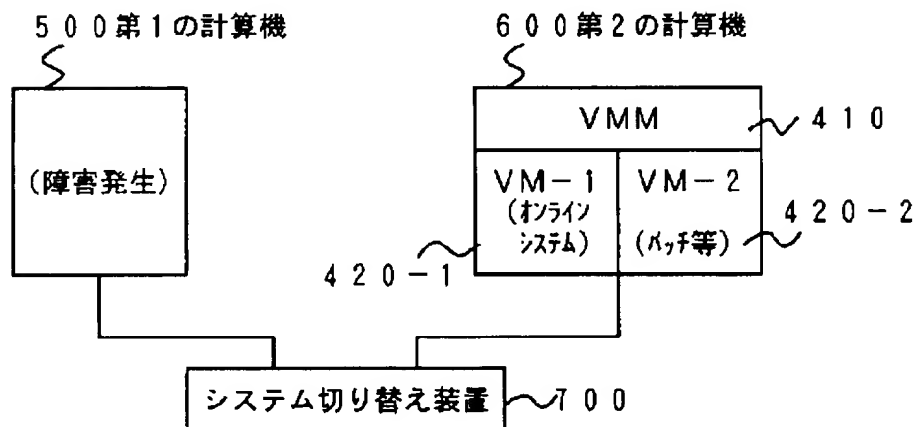 500第1の計算機
600第2の計算機
VMM
410
(障害発生)
VM-1
(オンライン
システム)
VM-2
(バッチ等)
420-2
420-1
システム切り替え装置
700